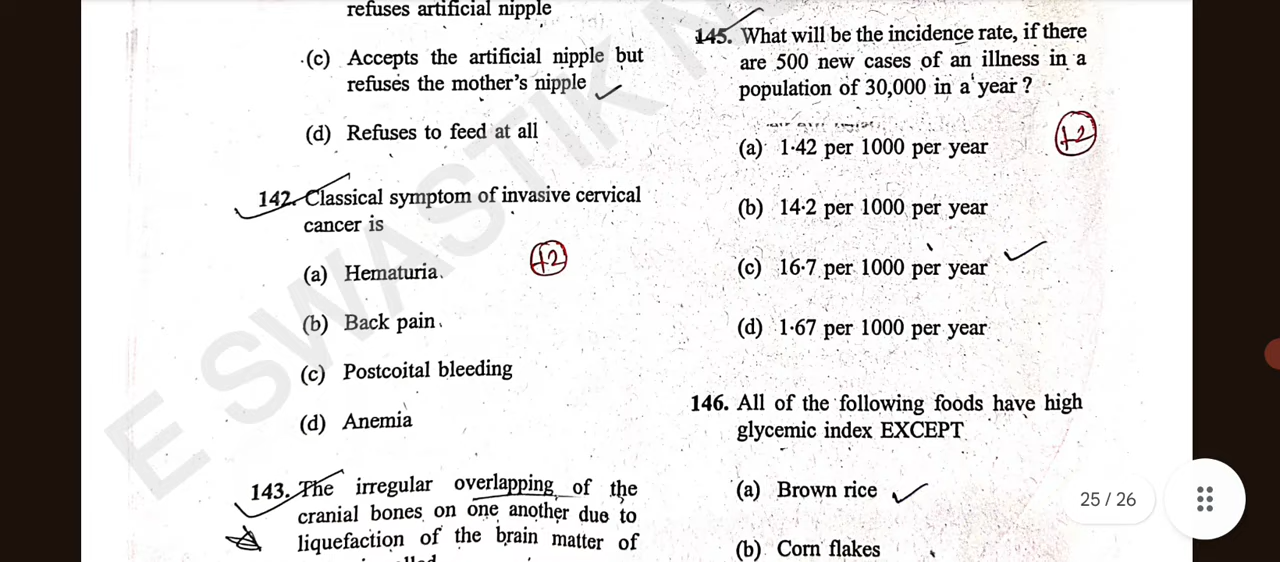 refuses artificial nipple
(c) Accepts the artificial nipple but
refuses the mother's nipple
(d) Refuses to feed at all
142. Classical symptom of invasive cervical
cancer is
+2
(a) Hematuria
(b) Back pain
(c) Postcoital bleeding
(d) Anemia
143. The irregular overlapping of the
cranial bones on one another due to
liquefaction of the brain matter of
145. What will be the incidence rate, if there
are 500 new cases of an illness in a
population of 30,000 in a year ?
+2
(a) 1·42 per 1000 per year
(b) 14·2 per 1000 per year
(c) 16·7 per 1000 per year
(d) 1·67 per 1000 per year
146. All of the following foods have high
glycemic index EXCEPT
(a) Brown rice
(b) Corn flakes
25 / 26
E SWASTIK N